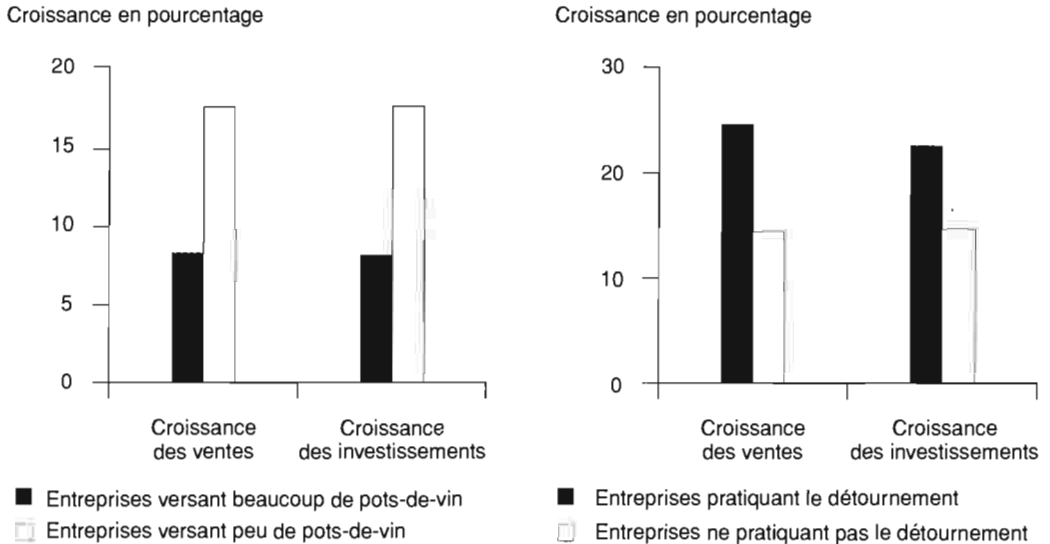 Croissance en pourcentage
20
15
10
5
0
Croissance
des ventes
Croissance
des investissements
Entreprises versant beaucoup de pots-de-vin
Entreprises versant peu de pots-de-vin
Croissance en pourcentage
30
20
10
0
Croissance
des ventes
Croissance
des investissements
Entreprises pratiquant le détournement
Entreprises ne pratiquant pas le détournement